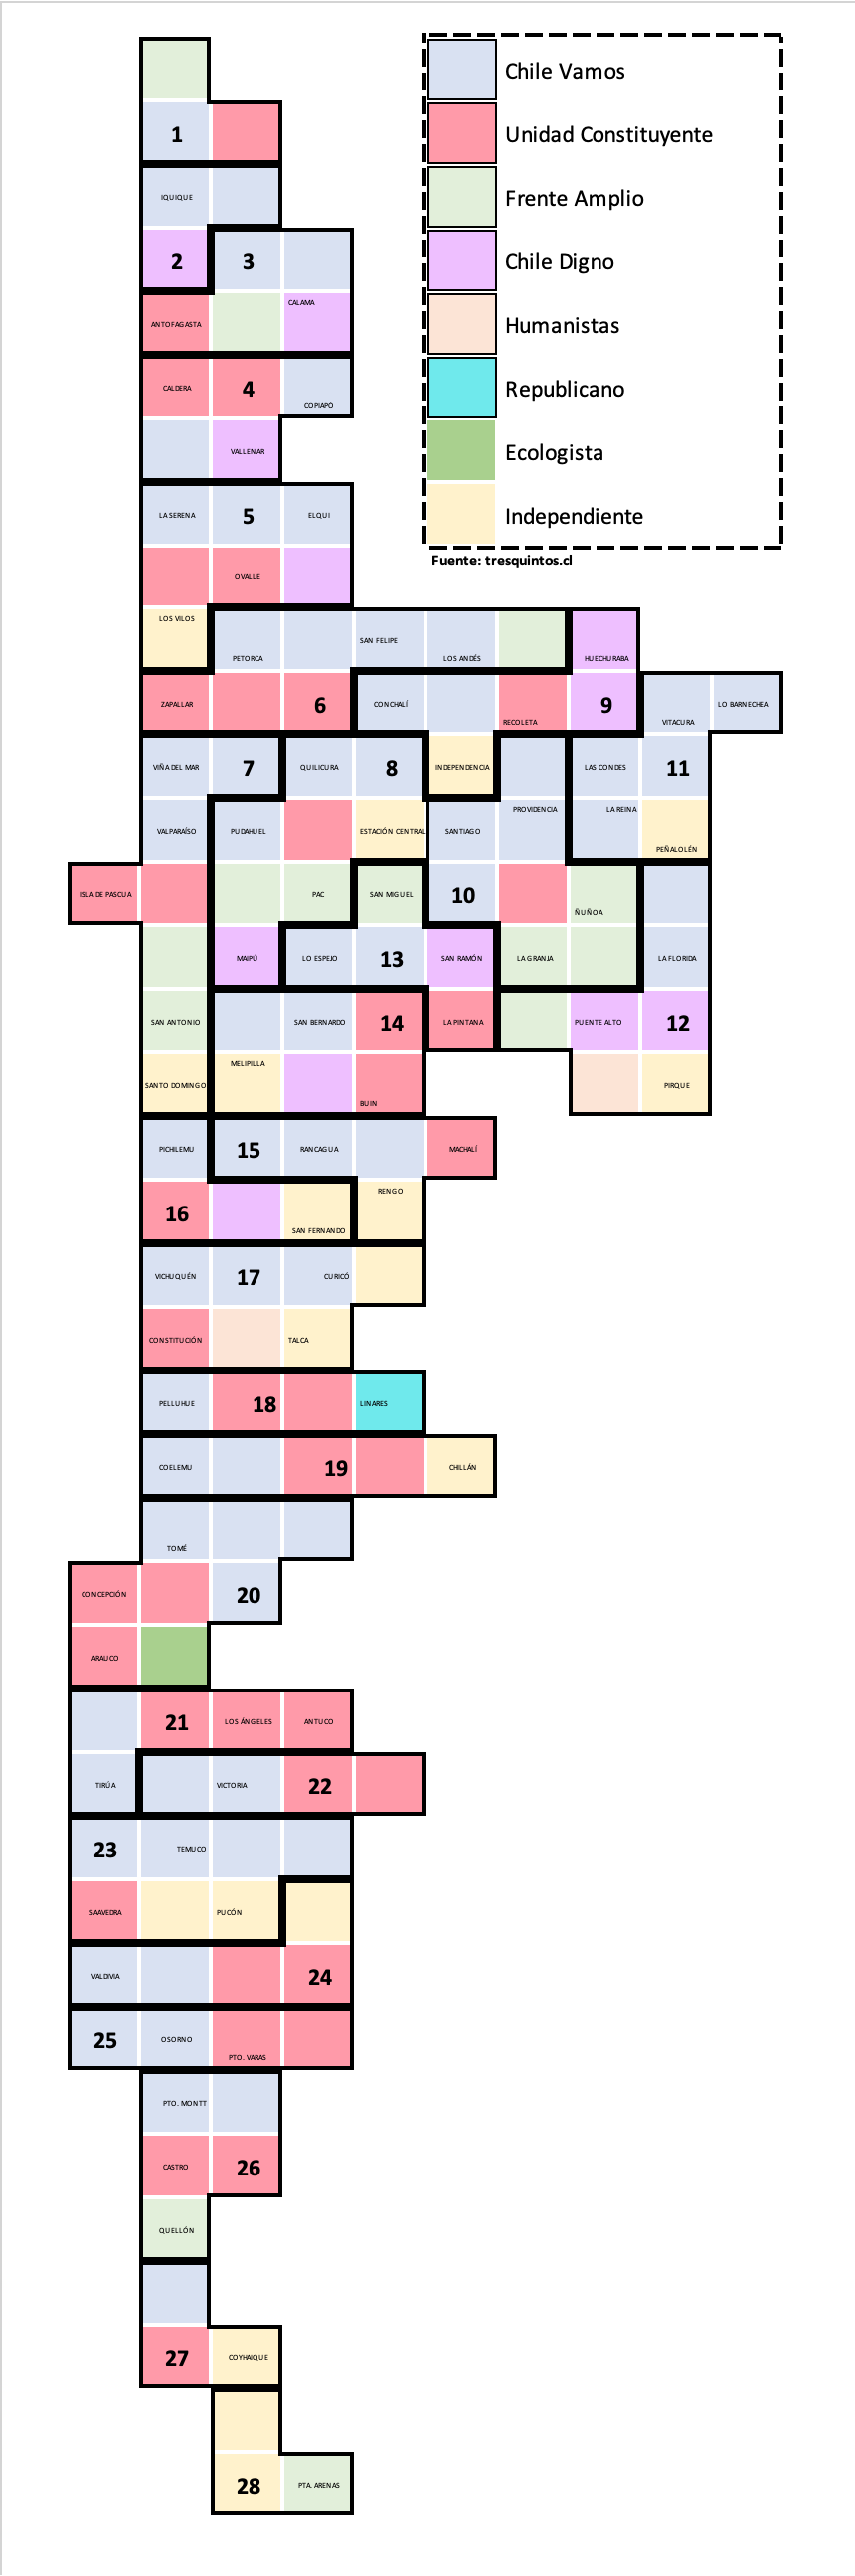 Chile Vamos
1
Unidad Constituyente
IQUIQUE
Frente Amplio
2
3
Chile Digno
ANTOFAGASTA
CALAMA
Humanistas
CALDERA
4
COPIAPÓ
Republicano
VALLENAR
Ecologista
LA SERENA
5
ELQUI
Independiente
Fuente: tresquintos.cl
OVALLE
LOS VILOS
PETORCA
SAN FELIPE
LOS ANDÉS
HUECHURABA
ZAPALLAR
6
CONCHALÍ
RECOLETA
9
VITACURA
LO BARNECHEA
VIÑA DEL MAR
7
QUILICURA
8
INDEPENDENCIA
LAS CONDES
11
VALPARAÍSO
PUDAHUEL
ESTACIÓN CENTRAL
SANTIAGO
PROVIDENCIA
LA REINA
PEÑALOLÉN
ISLA DE PASCUA
PAC
SAN MIGUEL
10
ÑUÑOA
MAIPÚ
LO ESPEJO
13
SAN RAMÓN
LA GRANJA
LA FLORIDA
SAN ANTONIO
SAN BERNARDO
14
LA PINTANA
PUENTE ALTO
12
SANTO DOMINGO
MELIPILLA
BUIN
PIRQUE
PICHILEMU
15
RANCAGUA
MACHALÍ
16
SAN FERNANDO
RENGO
VICHUQUÉN
17
CURICÓ
CONSTITUCIÓN
TALCA
PELLUHUE
18
LINARES
COELEMU
19
CHILLÁN
TOMÉ
CONCEPCIÓN
20
ARAUCO
21
LOS ÁNGELES
ANTUCO
TIRÚA
VICTORIA
22
23
TEMUCO
SAAVEDRA
PUCÓN
VALDIVIA
24
25
OSORNO
PTO. VARAS
PTO. MONTT
CASTRO
26
QUELLÓN
27
COYHAIQUE
28
PTA. ARENAS